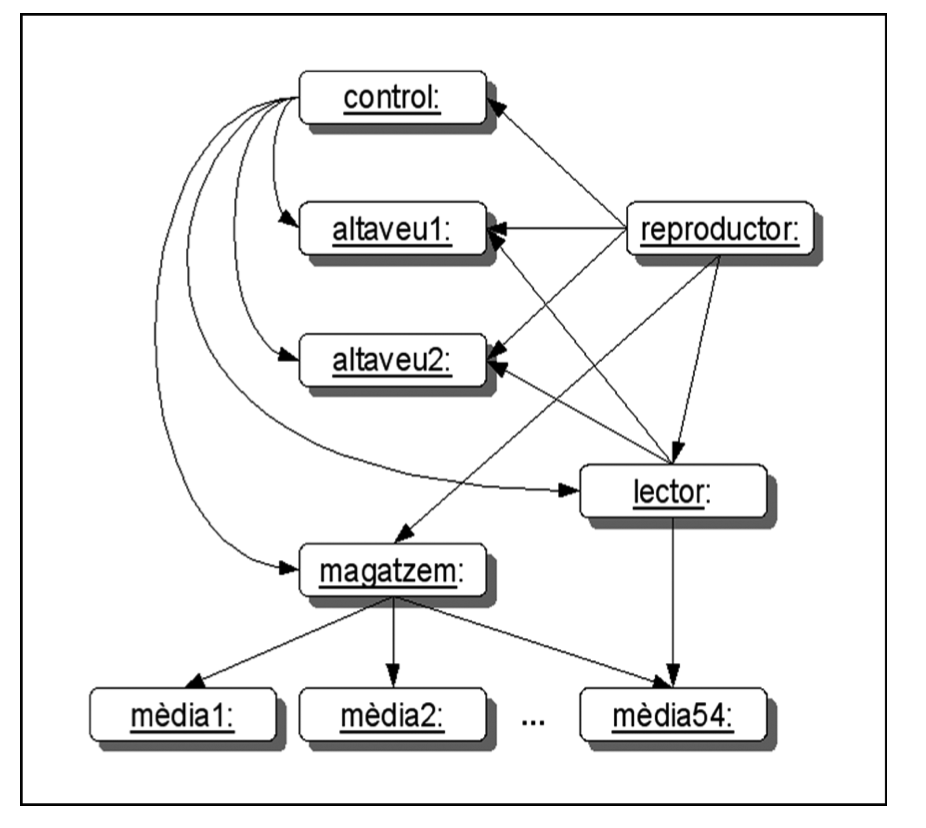 control:
altaveu1:
reproductor:
altaveu2:
lector:
magatzem:
mèdia1:
mèdia2:
...
mèdia54: